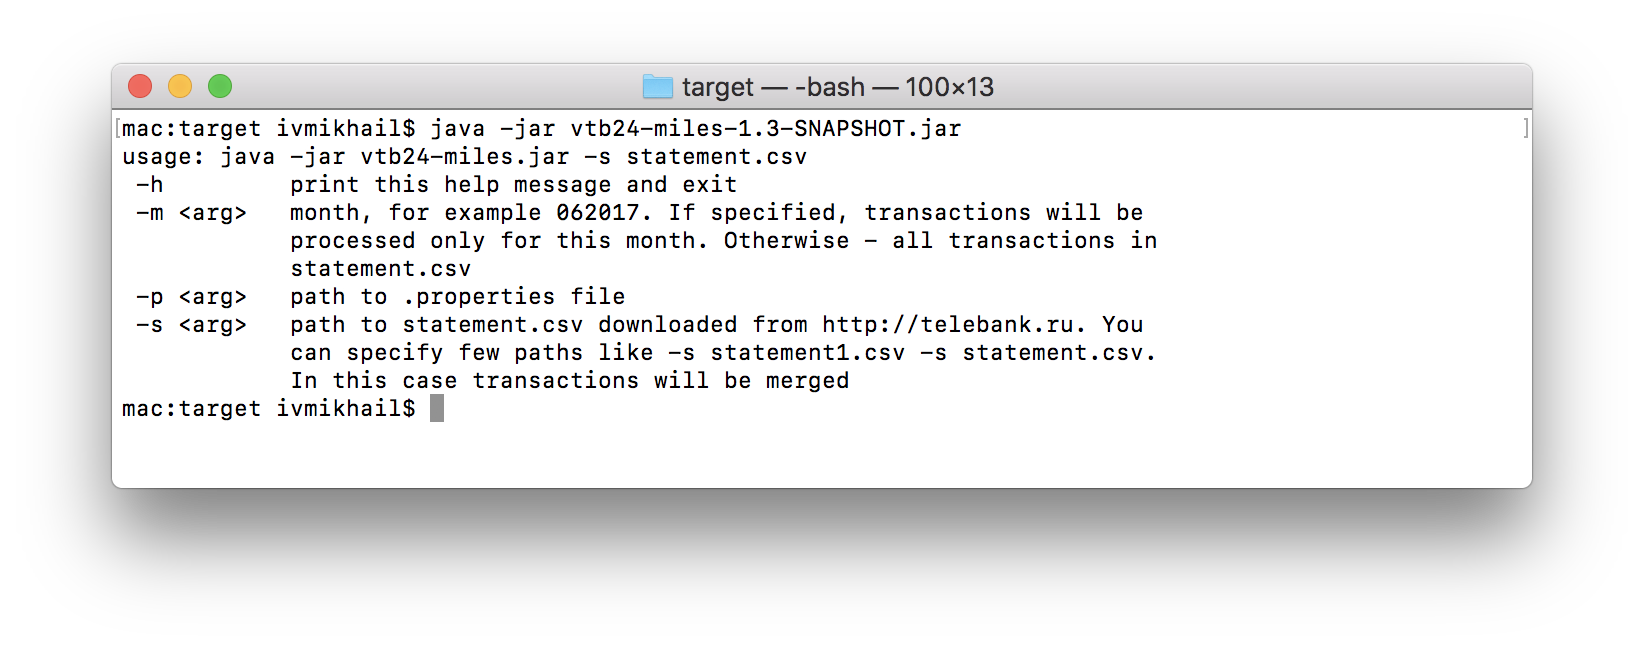 target — -bash — 100×13
mac:target ivmikhail$ java -jar vtb24-miles-1.3-SNAPSHOT.jar
usage: java -jar vtb24-miles.jar -s statement.csv
-h         print this help message and exit
-m <arg>   month, for example 062017. If specified, transactions will be
processed only for this month. Otherwise - all transactions in
statement.csv
-p <arg>   path to .properties file
-s <arg>   path to statement.csv downloaded from http://telebank.ru. You
can specify few paths like -s statement1.csv -s statement.csv.
In this case transactions will be merged
mac:target ivmikhail$